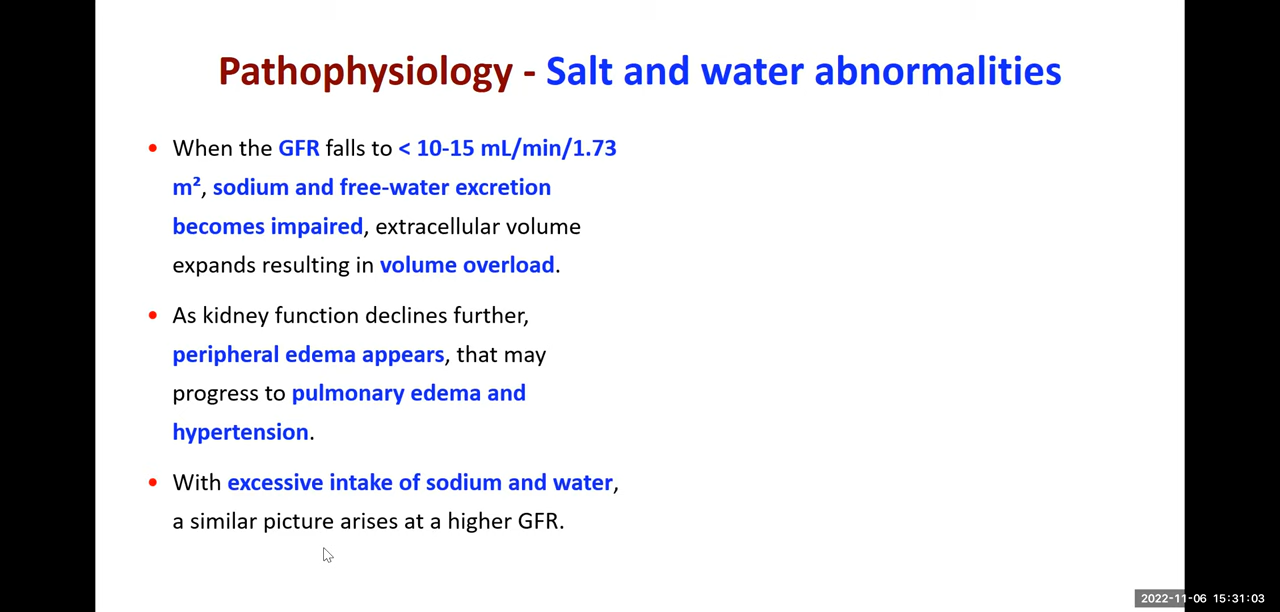 Pathophysiology - Salt and water abnormalities
• When the GFR falls to < 10-15 mL/min/1.73
m², sodium and free-water excretion
becomes impaired, extracellular volume
expands resulting in volume overload.
• As kidney function declines further,
peripheral edema appears, that may
progress to pulmonary edema and
hypertension.
• With excessive intake of sodium and water,
a similar picture arises at a higher GFR.
2022-11-06 15:31:03